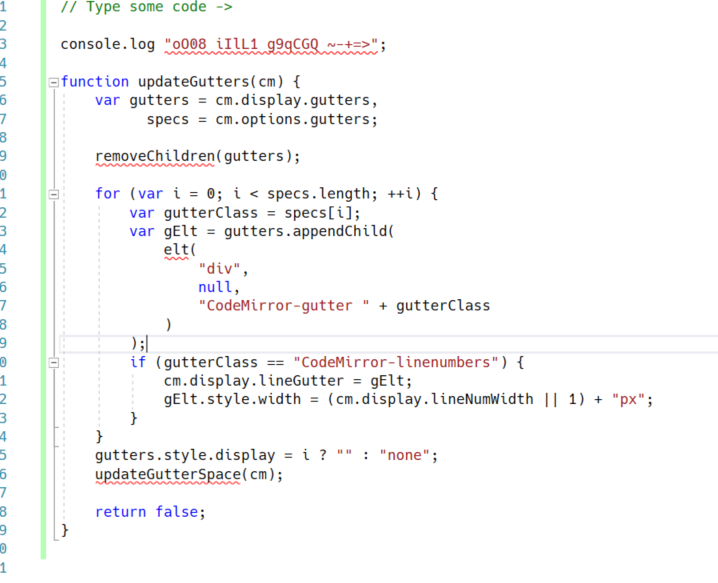 1 // Type some code ->
2
3 console.log "oO08 iIlL1 g9qCGQ ~-+=>";
4
5 function updateGutters(cm) {
6     var gutters = cm.display.gutters,
7           specs = cm.options.gutters;
8
9     removeChildren(gutters);
0
1     for (var i = 0; i < specs.length; ++i) {
2         var gutterClass = specs[i];
3         var gElt = gutters.appendChild(
4             elt(
5                 "div",
6                 null,
7                 "CodeMirror-gutter " + gutterClass
8             )
9         );
0         if (gutterClass == "CodeMirror-linenumbers") {
1             cm.display.lineGutter = gElt;
2             gElt.style.width = (cm.display.lineNumWidth || 1) + "px";
3         }
4     }
5     gutters.style.display = i ? "" : "none";
6     updateGutterSpace(cm);
7
8     return false;
9 }
0
1